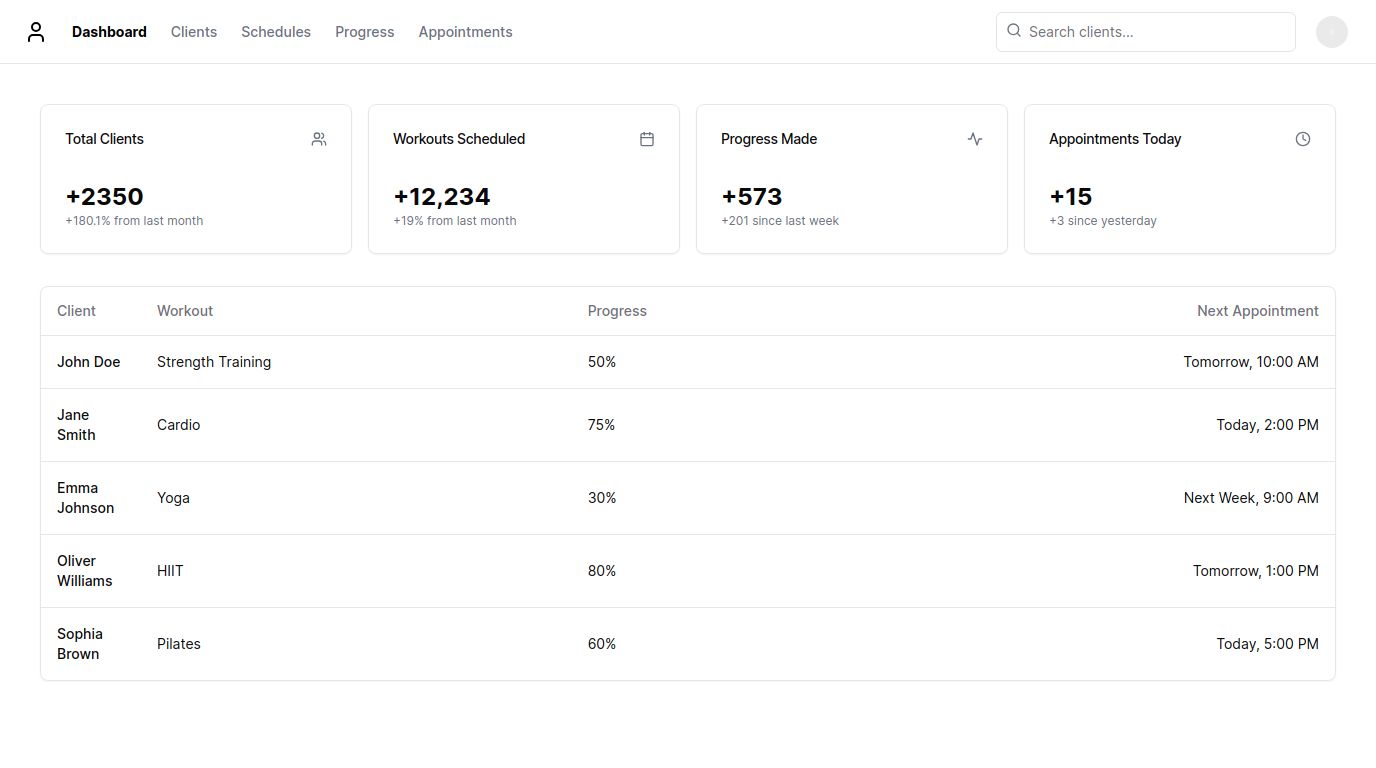 Dashboard Clients Schedules Progress Appointments Search clients...
Total Clients Workouts Scheduled Progress Made Appointments Today
+2350 +12,234 +573 +15
+180.1% from last month +19% from last month +201 since last week +3 since yesterday
Client Workout Progress Next Appointment
John Doe Strength Training 50% Tomorrow, 10:00 AM
Jane
Smith Cardio 75% Today, 2:00 PM
Emma
Johnson Yoga 30% Next Week, 9:00 AM
Oliver
Williams HIIT 80% Tomorrow, 1:00 PM
Sophia
Brown Pilates 60% Today, 5:00 PM